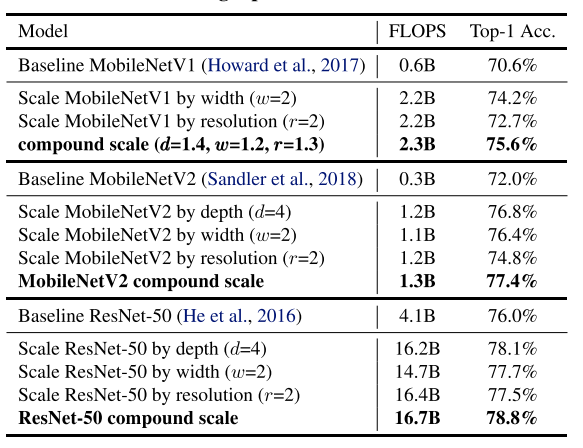 Model FLOPS Top-1 Acc.
Baseline MobileNetV1 (Howard et al., 2017) 0.6B 70.6%
Scale MobileNetV1 by width (w=2) 2.2B 74.2%
Scale MobileNetV1 by resolution (r=2) 2.2B 72.7%
compound scale (d=1.4, w=1.2, r=1.3) 2.3B 75.6%
Baseline MobileNetV2 (Sandler et al., 2018) 0.3B 72.0%
Scale MobileNetV2 by depth (d=4) 1.2B 76.8%
Scale MobileNetV2 by width (w=2) 1.1B 76.4%
Scale MobileNetV2 by resolution (r=2) 1.2B 74.8%
MobileNetV2 compound scale 1.3B 77.4%
Baseline ResNet-50 (He et al., 2016) 4.1B 76.0%
Scale ResNet-50 by depth (d=4) 16.2B 78.1%
Scale ResNet-50 by width (w=2) 14.7B 77.7%
Scale ResNet-50 by resolution (r=2) 16.4B 77.5%
ResNet-50 compound scale 16.7B 78.8%